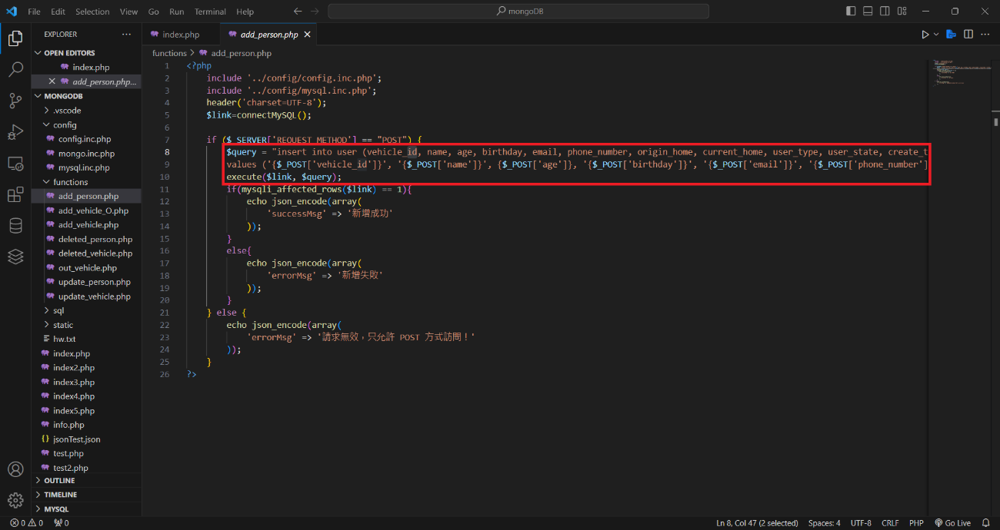 File Edit Selection View Go Run Terminal Help
mongoDB
EXPLORER
OPEN EDITORS
index.php
add_person.php...
MONGODB
.vscode
config
config.inc.php
mongo.inc.php
mysql.inc.php
functions
add_person.php
add_vehicle_O.php
add_vehicle.php
deleted_person.php
deleted_vehicle.php
out_vehicle.php
update_person.php
update_vehicle.php
sql
static
hw.txt
index.php
index2.php
index3.php
index4.php
index5.php
info.php
jsonTest.json
test.php
test2.php
OUTLINE
TIMELINE
MYSQL
index.php
add_person.php
functions > add_person.php
1 <?php
2 include '../config/config.inc.php';
3 include '../config/mysql.inc.php';
4 header('charset=UTF-8');
5 $link=connectMySQL();
6
7 if ($_SERVER['REQUEST_METHOD'] == "POST") {
8 $query = "insert into user (vehicle_id, name, age, birthday, email, phone_number, origin_home, current_home, user_type, user_state, create_t
9 values ('{$_POST['vehicle_id']}', '{$_POST['name']}', {$_POST['age']}, '{$_POST['birthday']}', '{$_POST['email']}', '{$_POST['phone_number']
10 execute($link, $query);
11 if(mysqli_affected_rows($link) == 1){
12 echo json_encode(array(
13 'successMsg' => '新增成功'
14 ));
15 }
16 else{
17 echo json_encode(array(
18 'errorMsg' => '新增失敗'
19 ));
20 }
21 } else {
22 echo json_encode(array(
23 'errorMsg' => '請求無效，只允許 POST 方式訪問！'
24 ));
25 }
26 ?>
0 0 0
Ln 8, Col 47 (2 selected) Spaces: 4 UTF-8 CRLF PHP Go Live